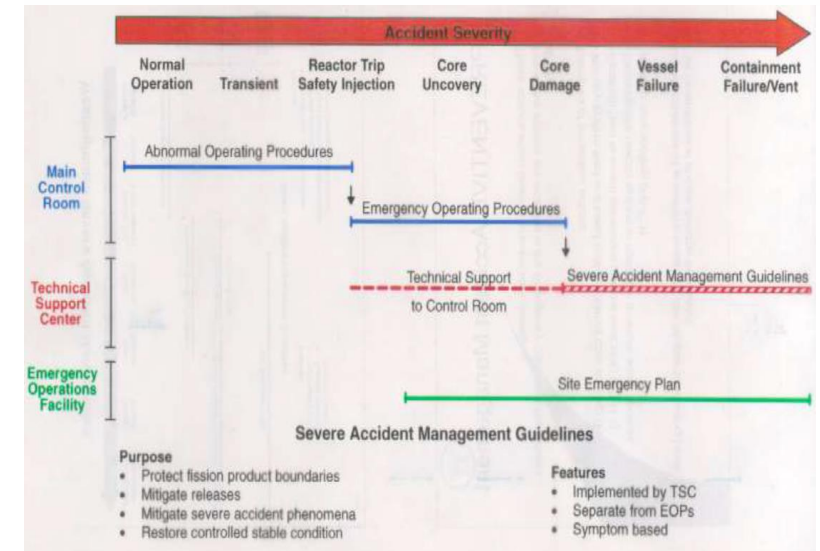 Accident Severity
Normal
Operation
Transient
Reactor Trip
Safety Injection
Core
Uncovery
Core
Damage
Vessel
Failure
Containment
Failure/Vent
Main
Control
Room
Abnormal Operating Procedures
Emergency Operating Procedures
Technical
Support
Center
Technical Support
to Control Room
Severe Accident Management Guidelines
Emergency
Operations
Facility
Site Emergency Plan
Severe Accident Management Guidelines
Purpose
• Protect fission product boundaries
• Mitigate releases
• Mitigate severe accident phenomena
• Restore controlled stable condition
Features
• Implemented by TSC
• Separate from EOPs
• Symptom based